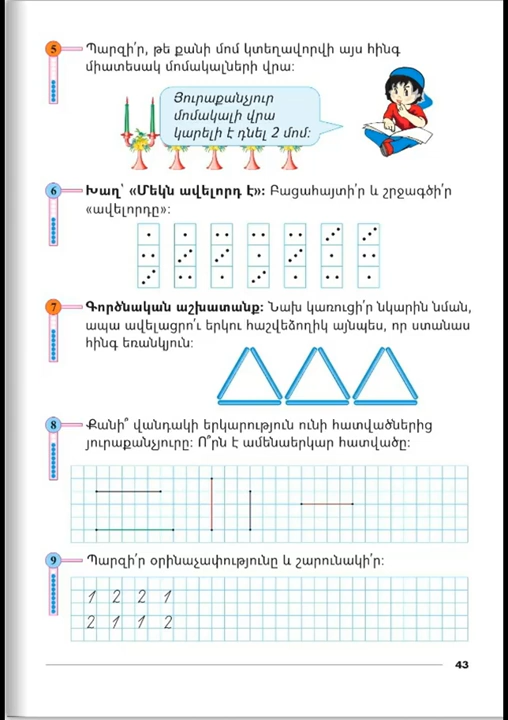 5 Պարզի՛ր, թե քանի մոմ կտեղավորվի այս հինգ
միատեսակ մոմակալների վրա:
Յուրաքանչյուր
մոմակալի վրա
կարելի է դնել 2 մոմ:
6 Խաղ՝ «Մեկն ավելորդ է»: Բացահայտի՛ր և շրջագծի՛ր
«ավելորդը»:
7 Գործնական աշխատանք: Նախ կառուցի՛ր նկարին նման,
ապա ավելացրո՛ւ երկու հաշվեձողիկ այնպես, որ ստանաս
հինգ եռանկյուն:
8 Քանի՞ վանդակի երկարություն ունի հատվածներից
յուրաքանչյուրը: Ո՞րն է ամենաերկար հատվածը:
9 Պարզի՛ր օրինաչափությունը և շարունակի՛ր:
1 2 2 1
2 1 1 2
43